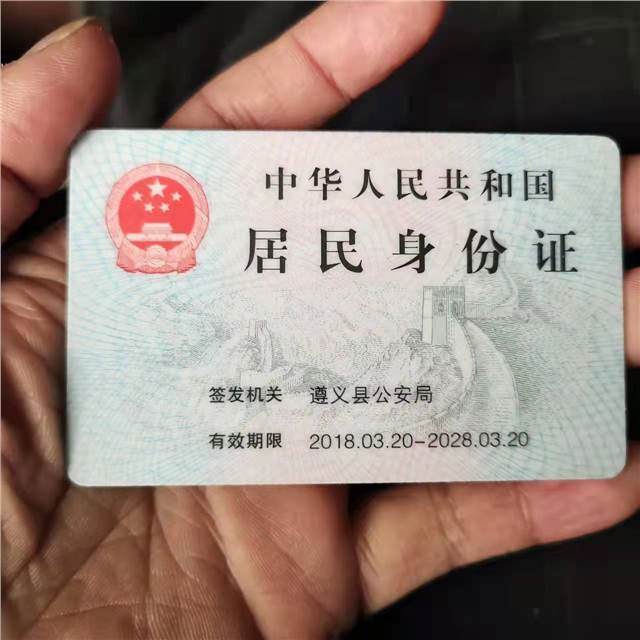 中华人民共和国
居民身份证
签发机关 遵义县公安局
有效期限 2018.03.20-2028.03.20